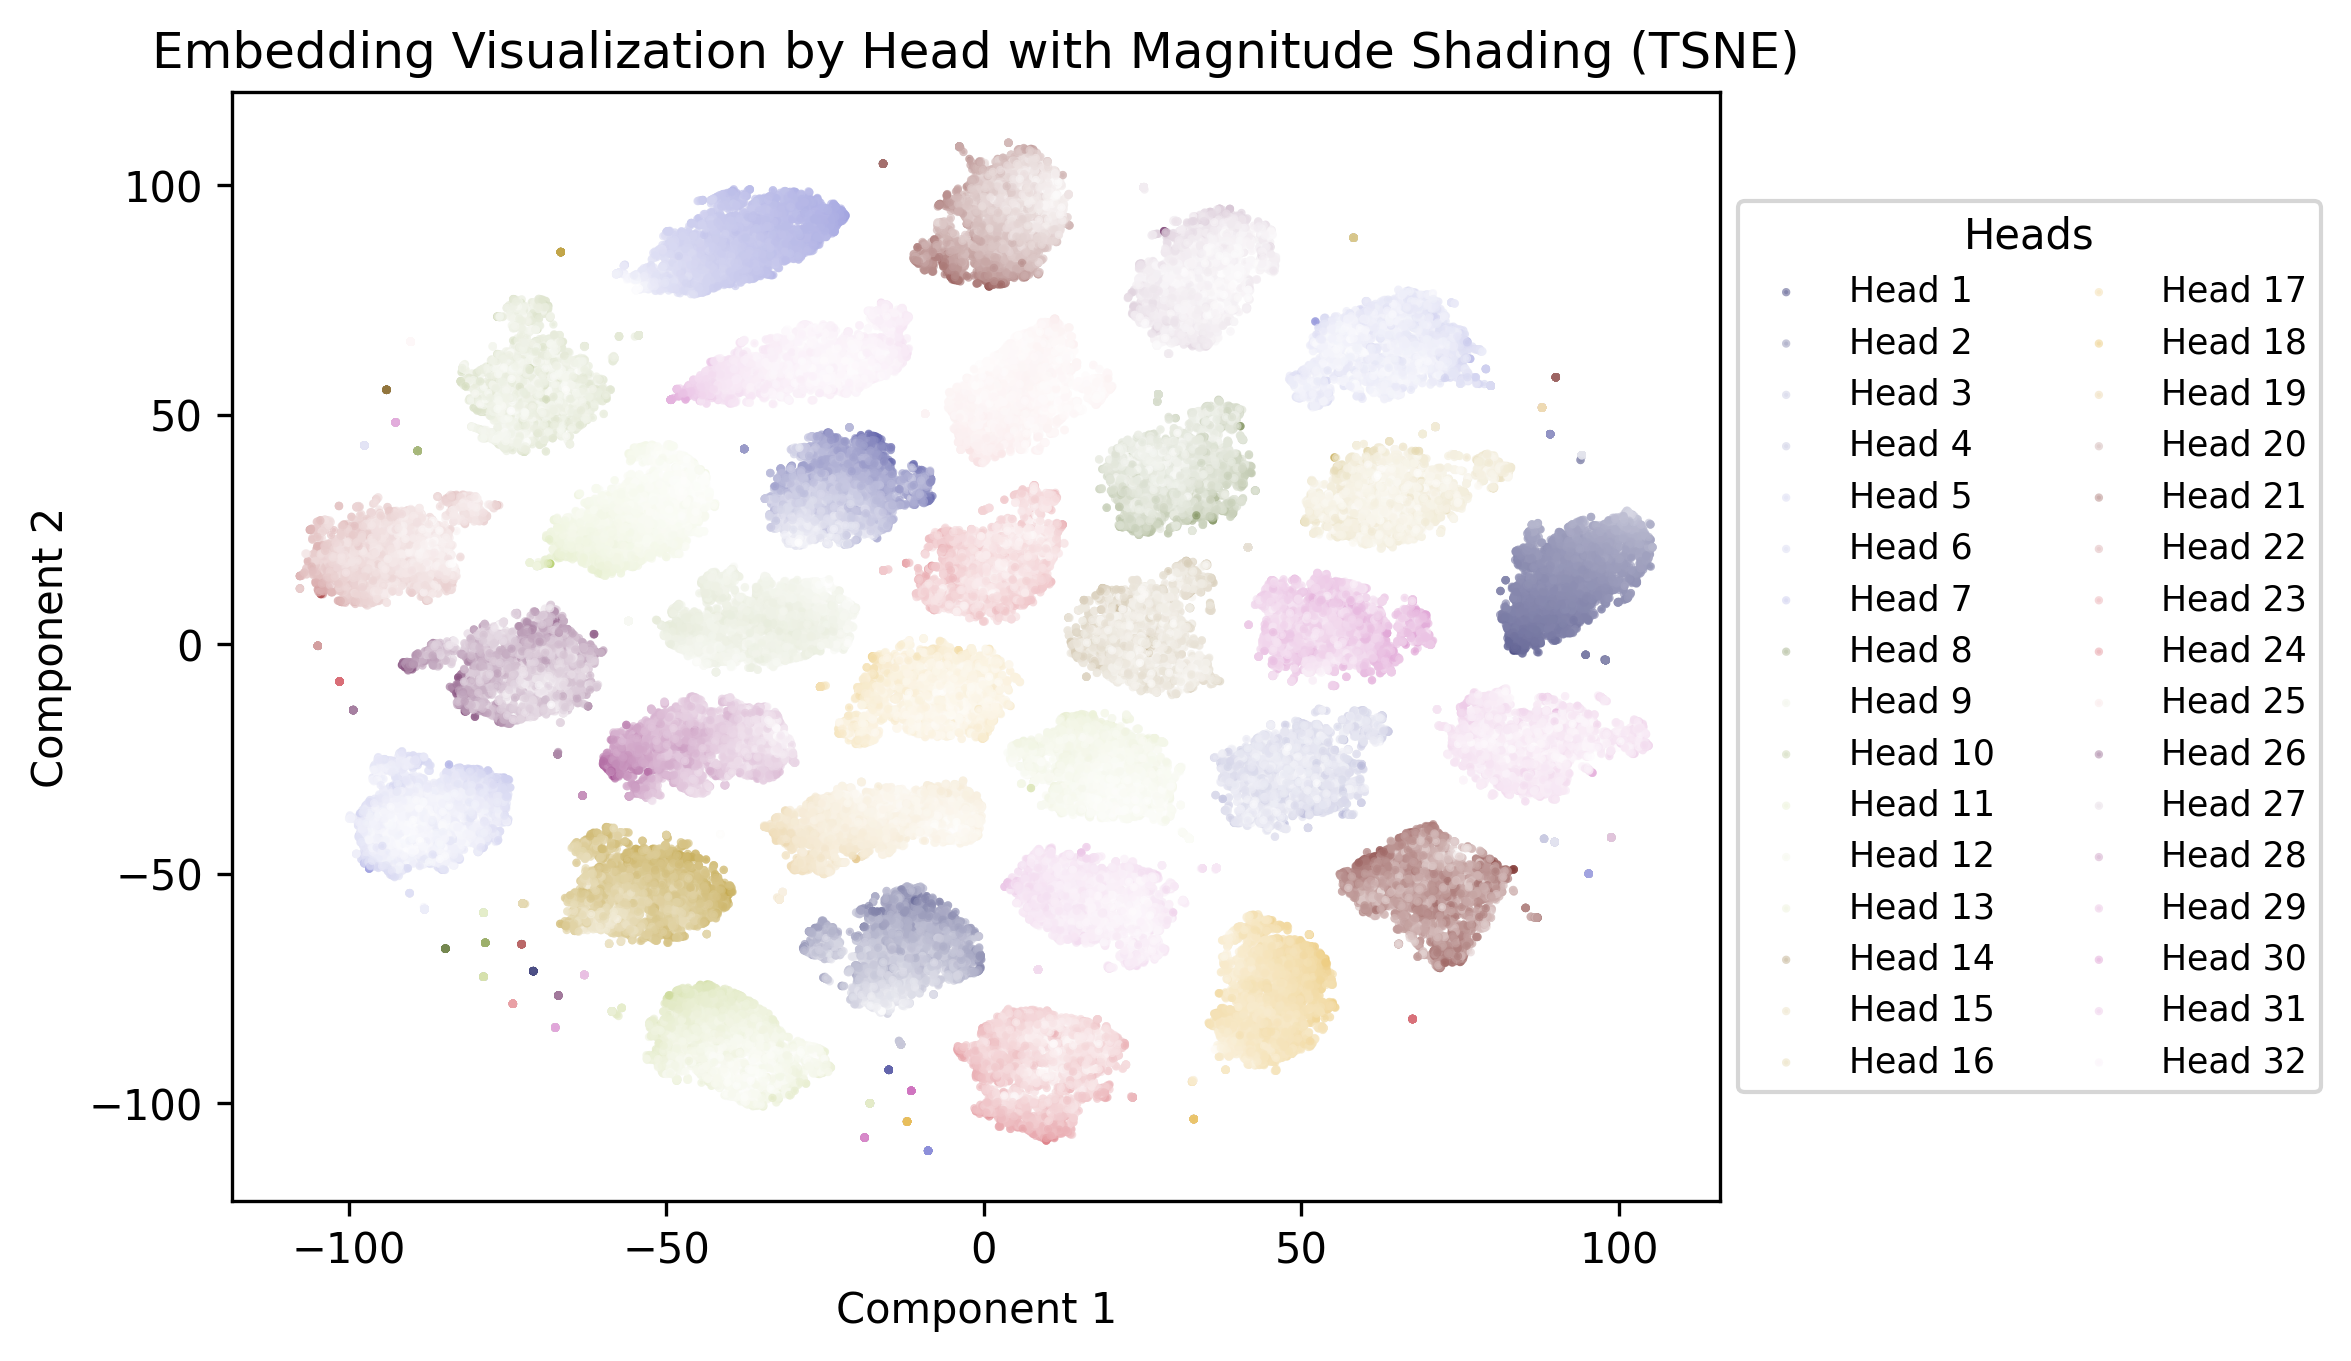 Embedding Visualization by Head with Magnitude Shading (TSNE)
100
50
0
−50
−100
Component 2
−100
−50
0
50
100
Component 1
Heads
Head 1
Head 2
Head 3
Head 4
Head 5
Head 6
Head 7
Head 8
Head 9
Head 10
Head 11
Head 12
Head 13
Head 14
Head 15
Head 16
Head 17
Head 18
Head 19
Head 20
Head 21
Head 22
Head 23
Head 24
Head 25
Head 26
Head 27
Head 28
Head 29
Head 30
Head 31
Head 32